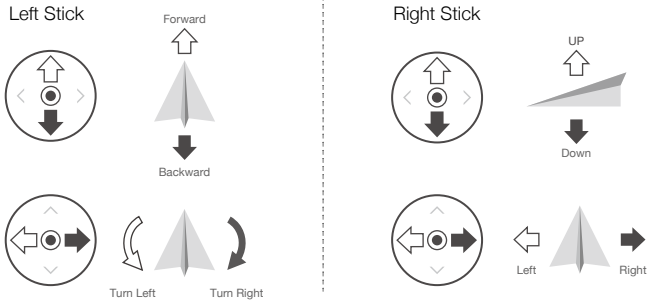 Left Stick
Forward
Backward
Turn Left
Turn Right
Right Stick
UP
Down
Left
Right